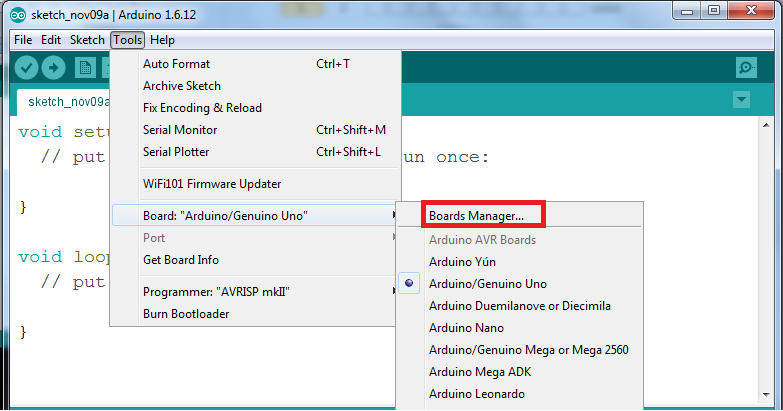 sketch_nov09a | Arduino 1.6.12
File Edit Sketch Tools Help
Auto Format Ctrl+T
Archive Sketch
Fix Encoding & Reload
Serial Monitor Ctrl+Shift+M
Serial Plotter Ctrl+Shift+L
WiFi101 Firmware Updater
Board: "Arduino/Genuino Uno"
Port
Get Board Info
Programmer: "AVRISP mkII"
Burn Bootloader
Boards Manager...
Arduino AVR Boards
Arduino Yún
Arduino/Genuino Uno
Arduino Duemilanove or Diecimila
Arduino Nano
Arduino/Genuino Mega or Mega 2560
Arduino Mega ADK
Arduino Leonardo
sketch_nov09a
void setu
// put un once:
}
void loop
// put
}